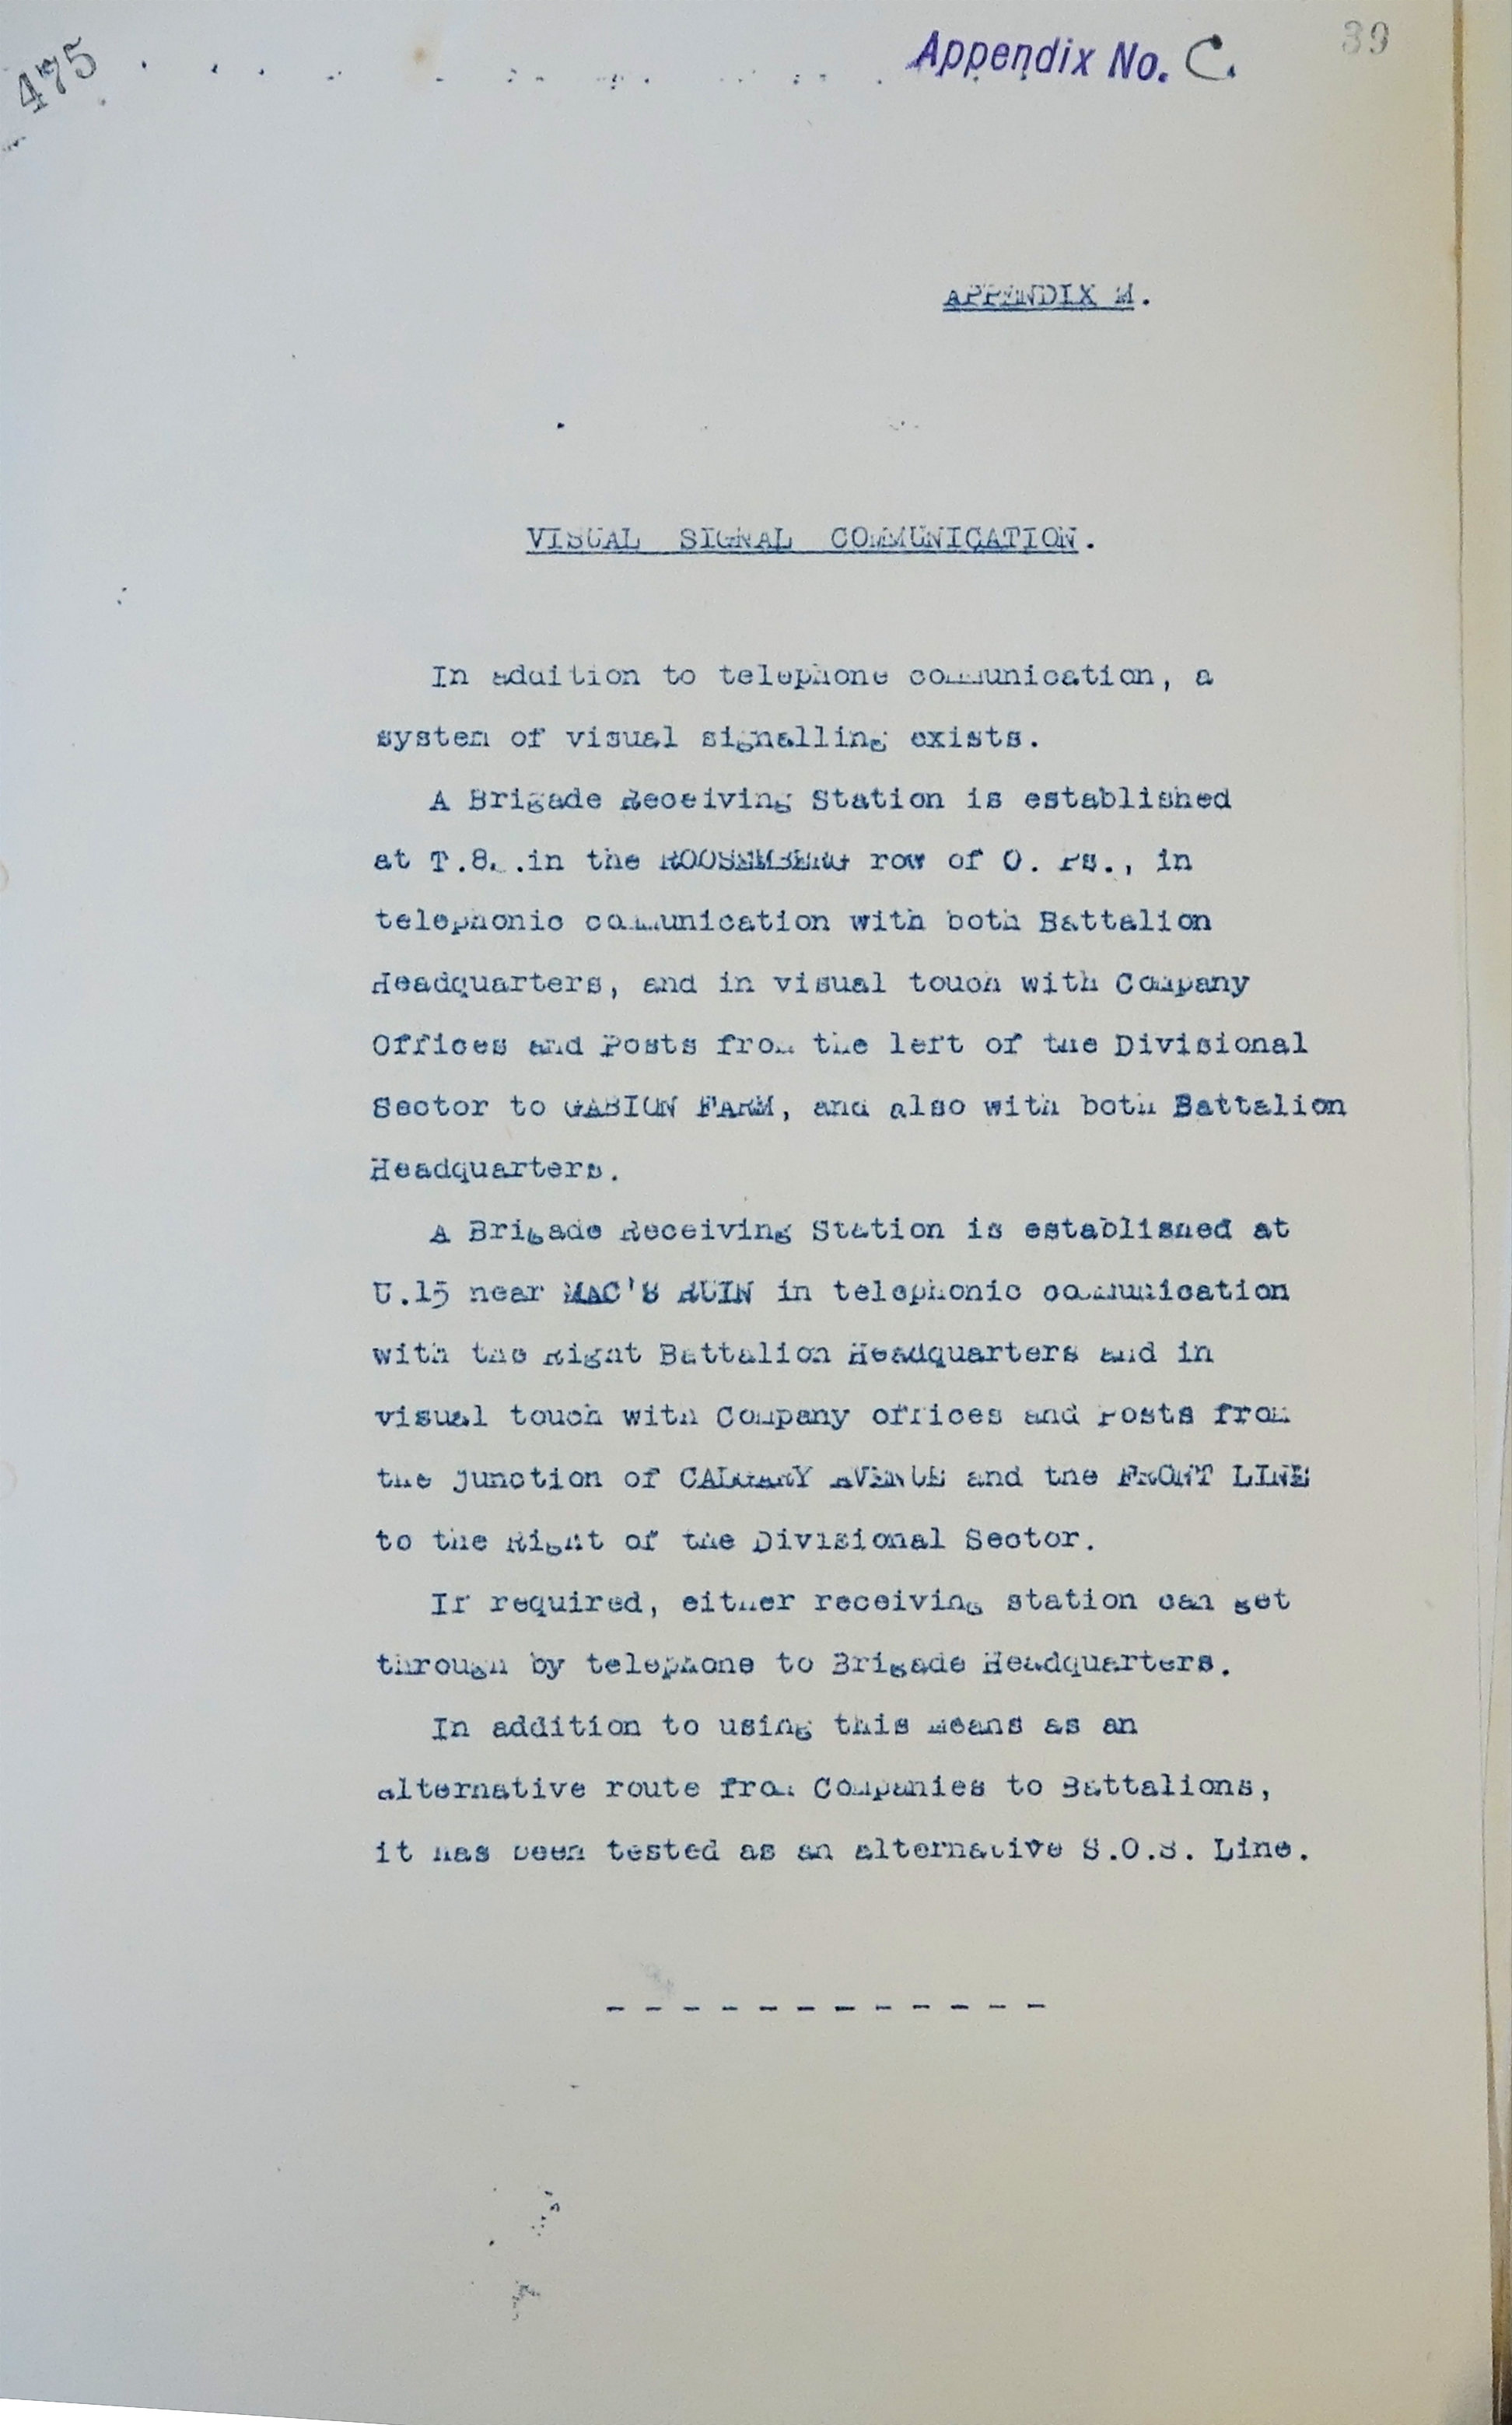 475
Appendix No. C.
39
APPENDIX M.
VISUAL SIGNAL COMMUNICATION.
In addition to telephone communication, a
system of visual signalling exists.
A Brigade Receiving Station is established
at T.8. .in the ROOSEMBERG row of O. Ps., in
telephonic communication with both Battalion
Headquarters, and in visual touch with Company
Offices and Posts from the left of the Divisional
Sector to GABION FARM, and also with both Battalion
Headquarters.
A Brigade Receiving Station is established at
U.15 near MAC'S RUIN in telephonic communication
with the Right Battalion Headquarters and in
visual touch with Company offices and Posts from
the junction of CALGARY AVENUE and the FRONT LINE
to the Right of the Divisional Sector.
If required, either receiving station can get
through by telephone to Brigade Headquarters.
In addition to using this means as an
alternative route from Companies to Battalions,
it has been tested as an alternative S.O.S. Line.